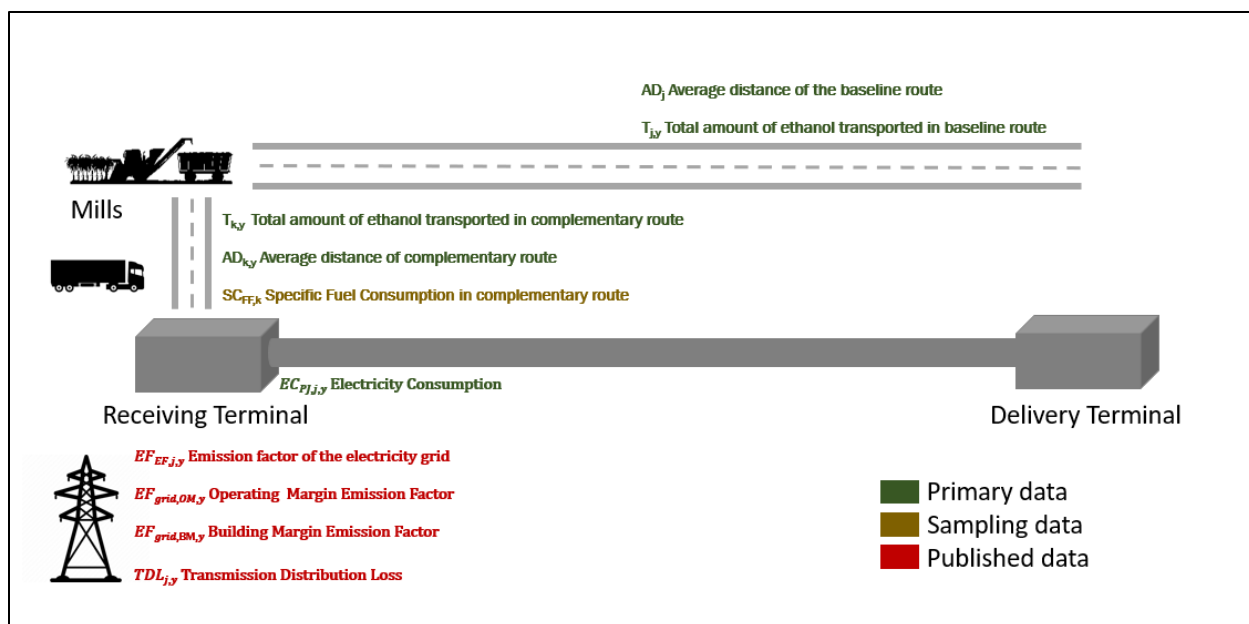 ADj Average distance of the baseline route
Tj,y Total amount of ethanol transported in baseline route
Mills
Tk,y Total amount of ethanol transported in complementary route
ADk,y Average distance of complementary route
SCFF,k Specific Fuel Consumption in complementary route
ECPJ,j,y Electricity Consumption
Receiving Terminal
Delivery Terminal
EFEF,j,y Emission factor of the electricity grid
EFgrid,OM,y Operating Margin Emission Factor
EFgrid,BM,y Building Margin Emission Factor
TDLj,y Transmission Distribution Loss
Primary data
Sampling data
Published data